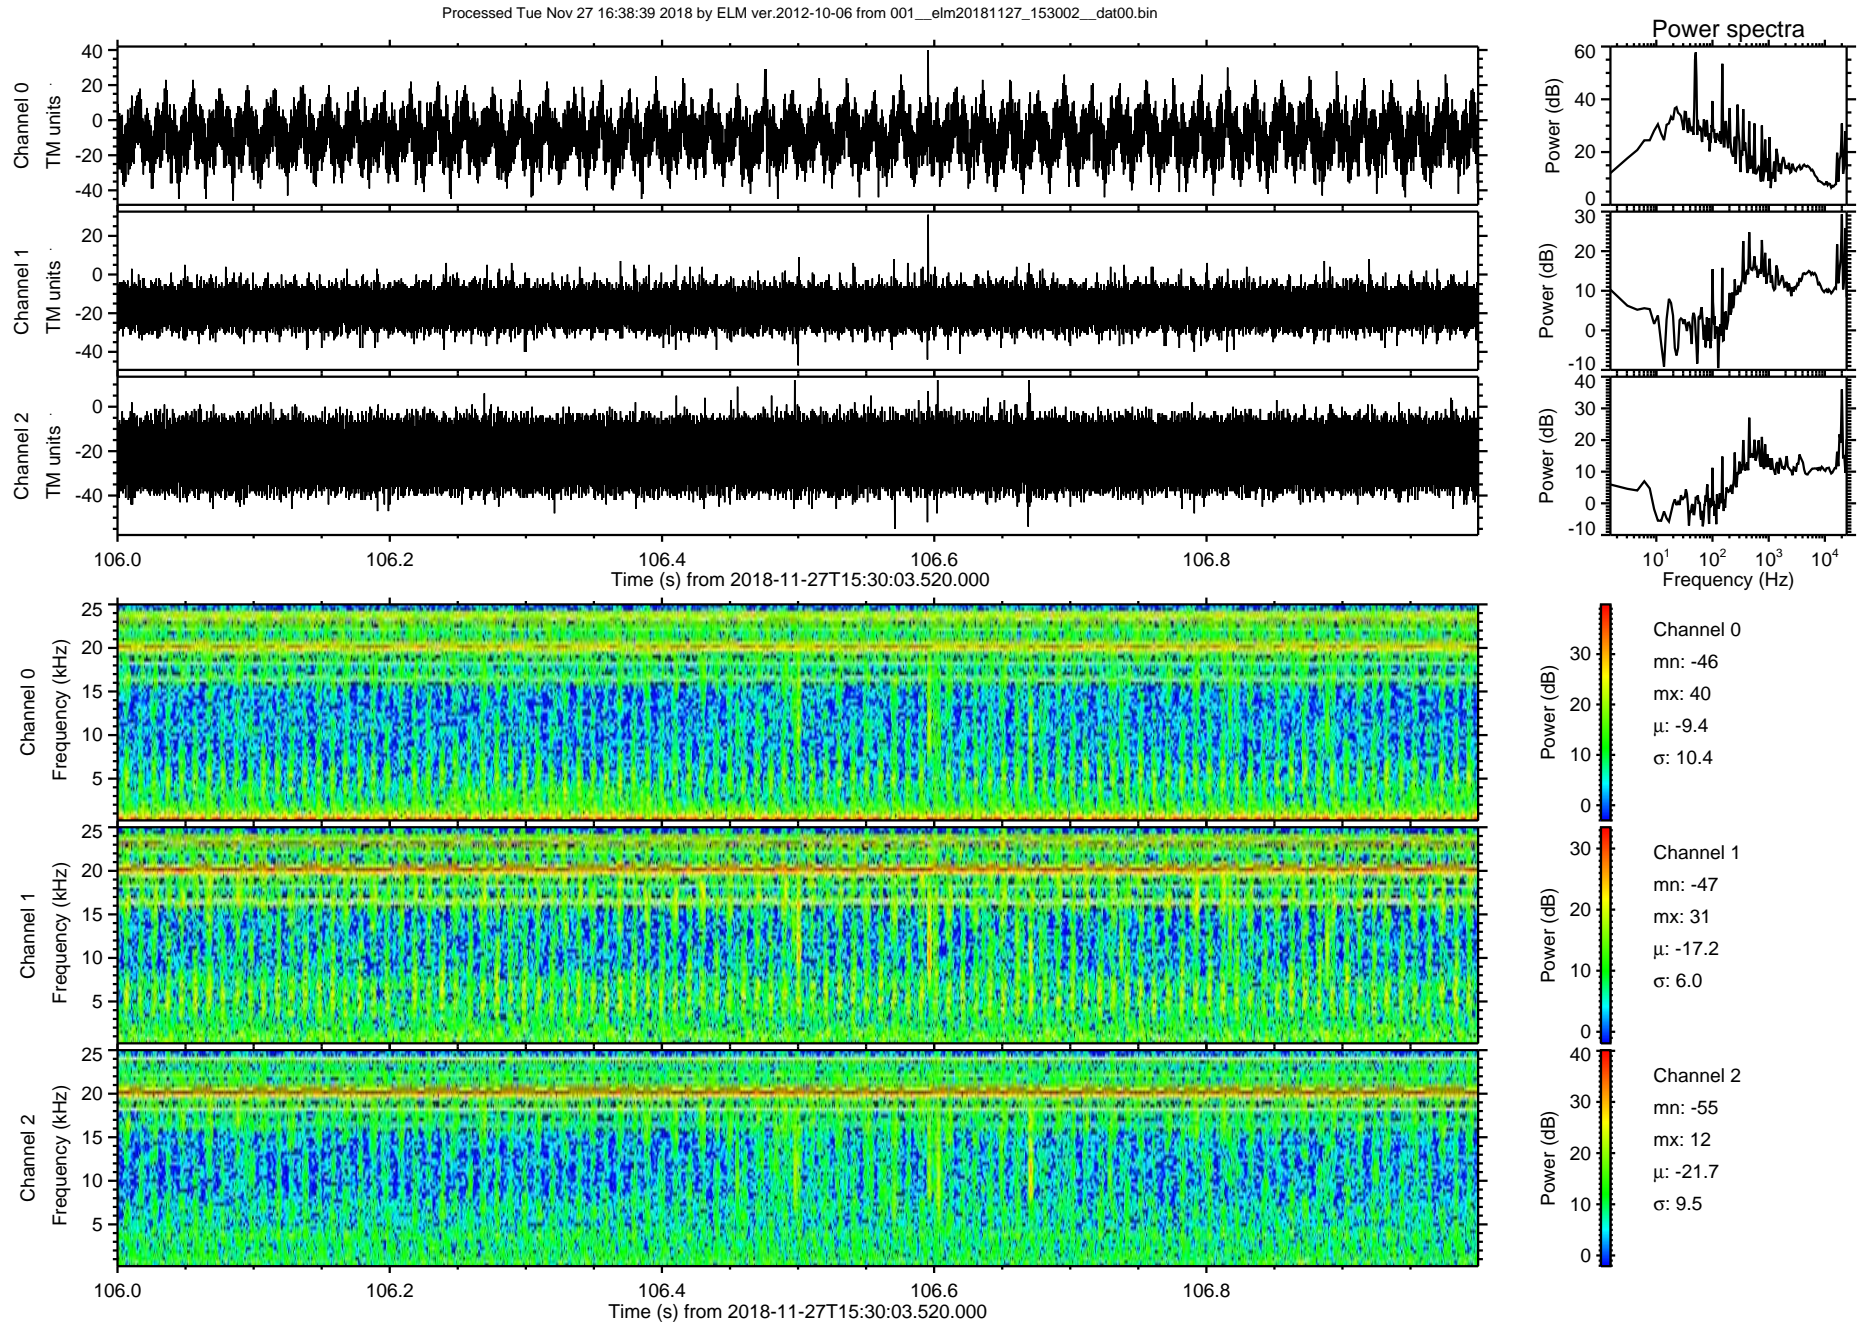 Processed Tue Nov 27 16:38:39 2018 by ELM ver.2012-10-06 from 001__elm20181127_153002__dat00.bin
Power spectra
Channel 0
TM units
40
20
0
-20
-40
Power (dB)
60
40
20
0
Channel 1
TM units
20
0
-20
-40
Power (dB)
30
20
10
0
-10
Channel 2
TM units
0
-20
-40
Power (dB)
40
30
20
10
0
-10
106.0 106.2 106.4 106.6 106.8
Time (s) from 2018-11-27T15:30:03.520.000
10^1 10^2 10^3 10^4
Frequency (Hz)
Channel 0
Frequency (kHz)
25
20
15
10
5
Power (dB)
30
20
10
0
Channel 0
mn: -46
mx: 40
μ: -9.4
σ: 10.4
Channel 1
Frequency (kHz)
25
20
15
10
5
Power (dB)
30
20
10
0
Channel 1
mn: -47
mx: 31
μ: -17.2
σ: 6.0
Channel 2
Frequency (kHz)
25
20
15
10
5
Power (dB)
40
30
20
10
0
Channel 2
mn: -55
mx: 12
μ: -21.7
σ: 9.5
106.0 106.2 106.4 106.6 106.8
Time (s) from 2018-11-27T15:30:03.520.000